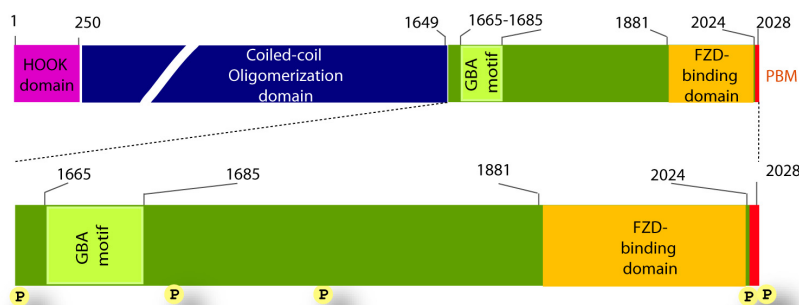 1 250 1649 1665-1685 1881 2024 2028
HOOK
domain
Coiled-coil
Oligomerization
domain
GBA
motif
FZD-
binding
domain
PBM
1665 1685 1881 2024 2028
GBA
motif
FZD-
binding
domain
P P P P P